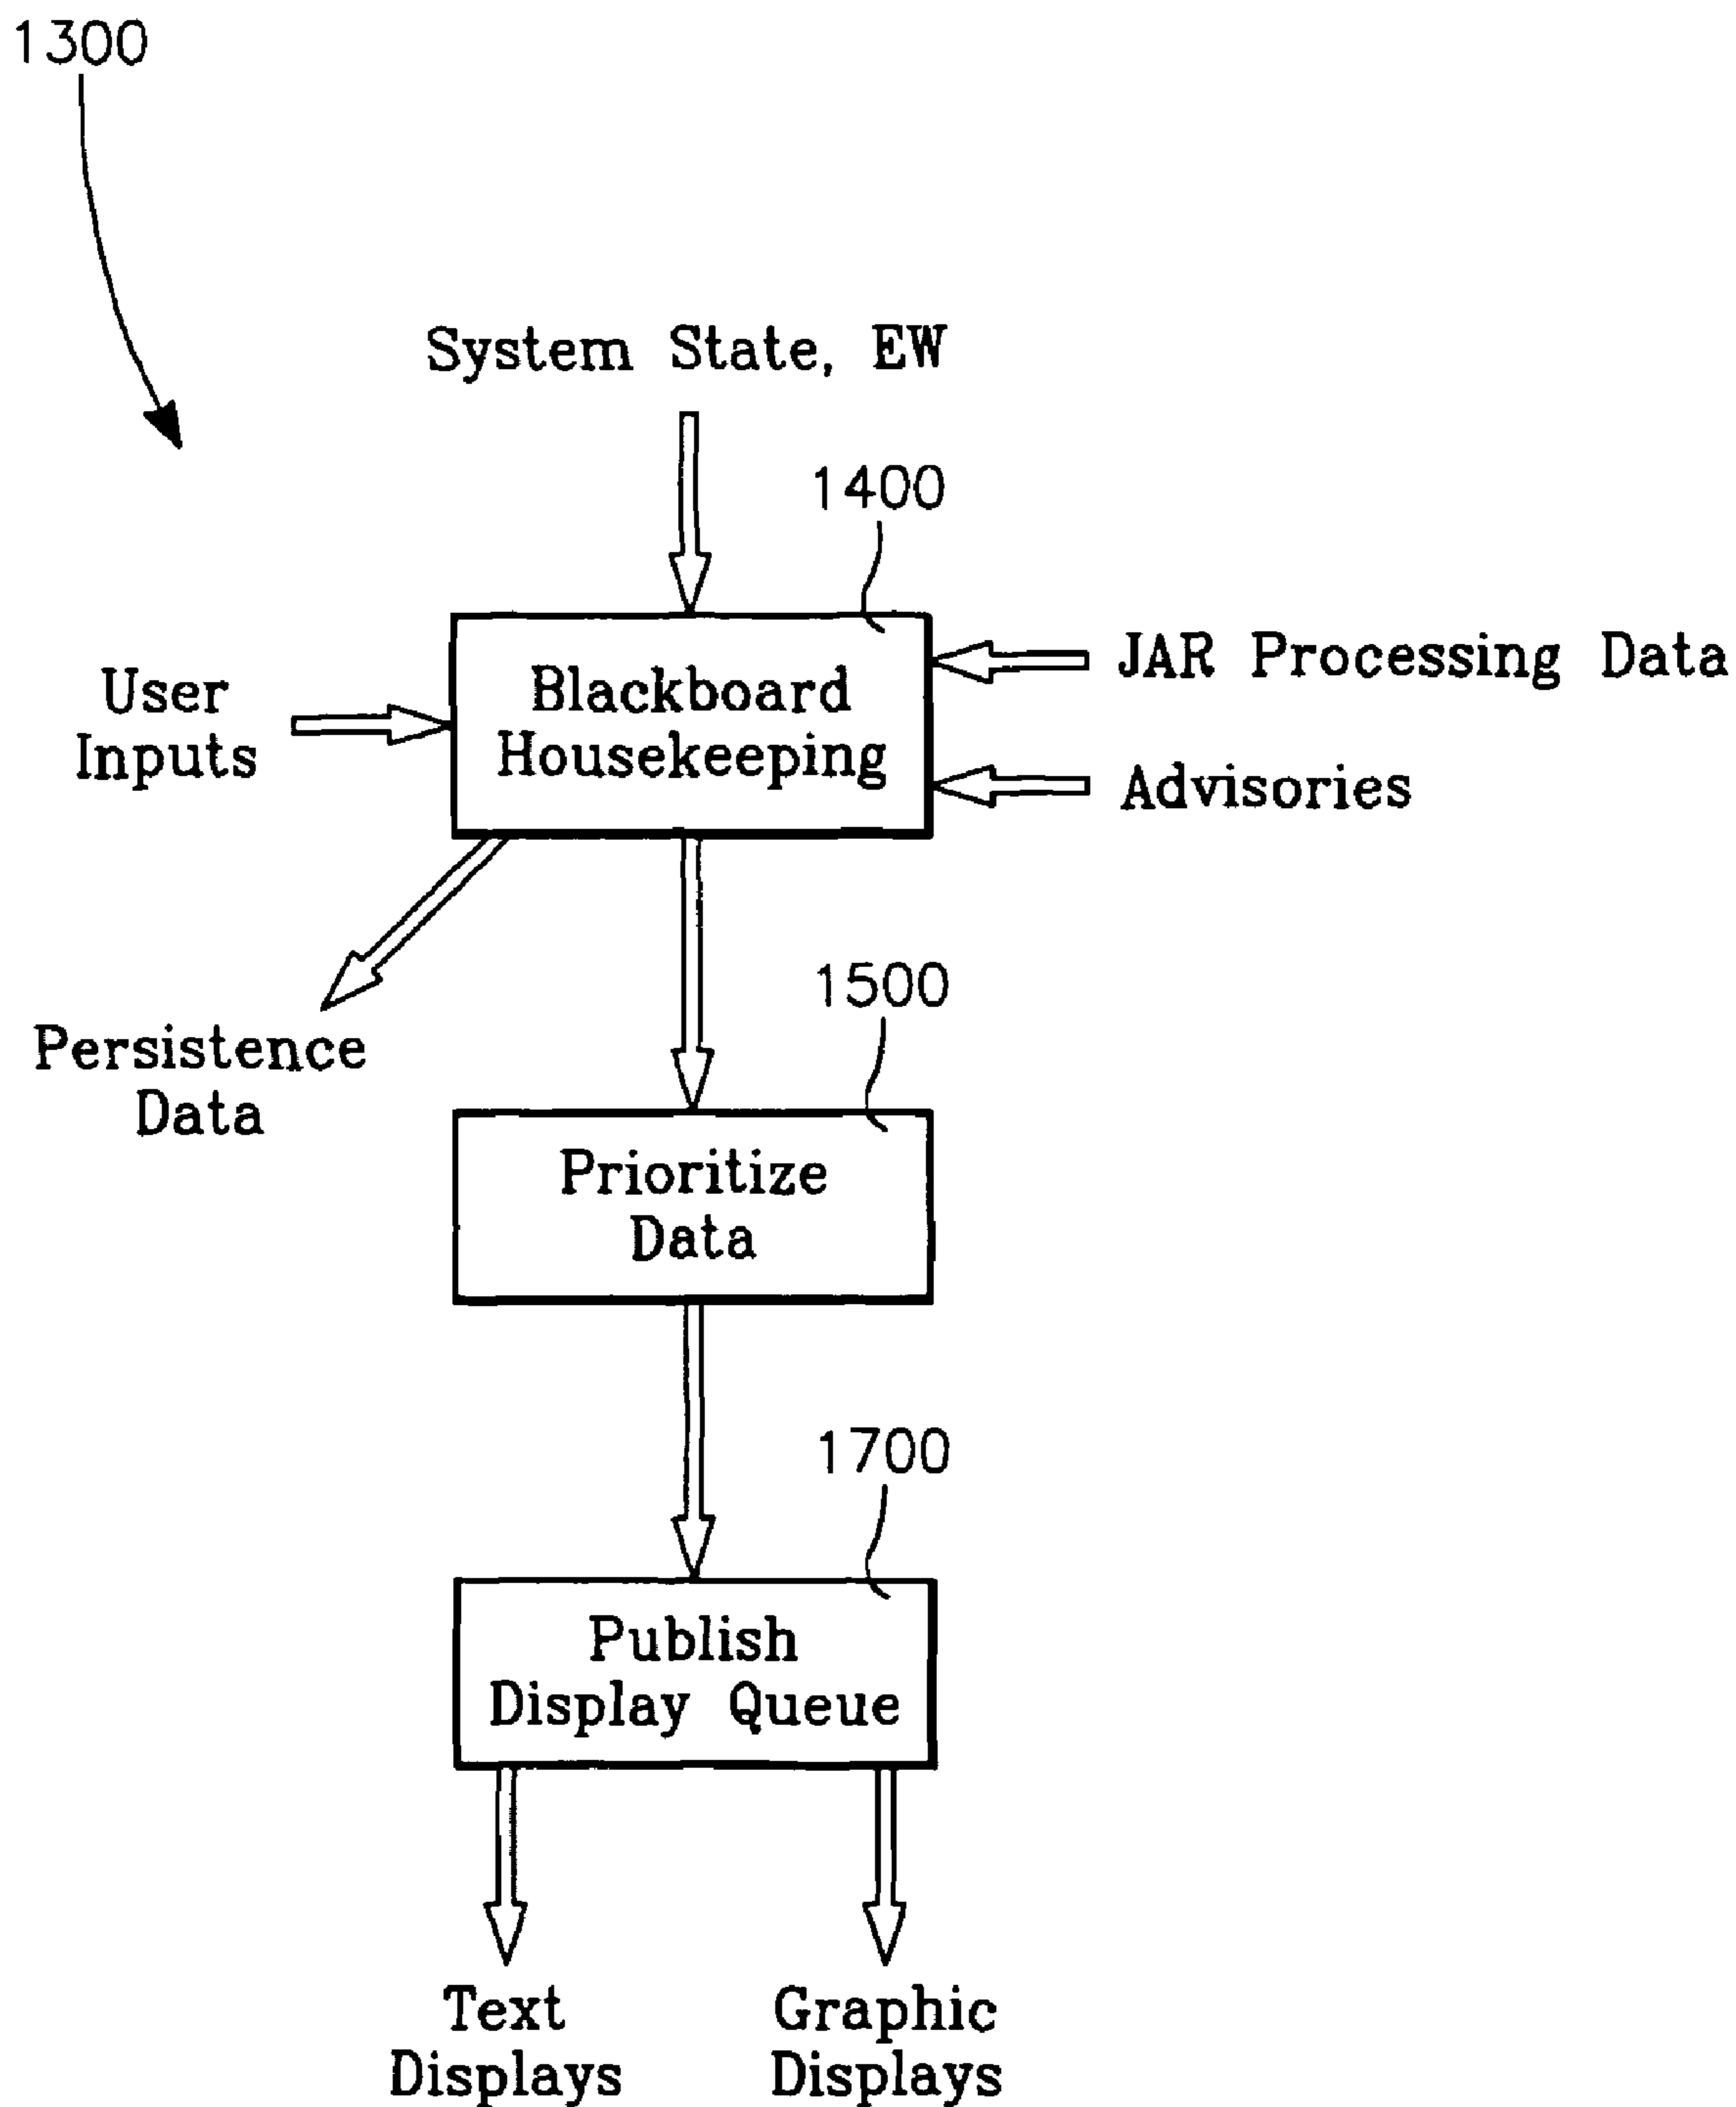 1300
System State, EW
1400
User
Inputs
Blackboard
Housekeeping
JAR Processing Data
Advisories
Persistence
Data
1500
Prioritize
Data
1700
Publish
Display Queue
Text
Displays
Graphic
Displays